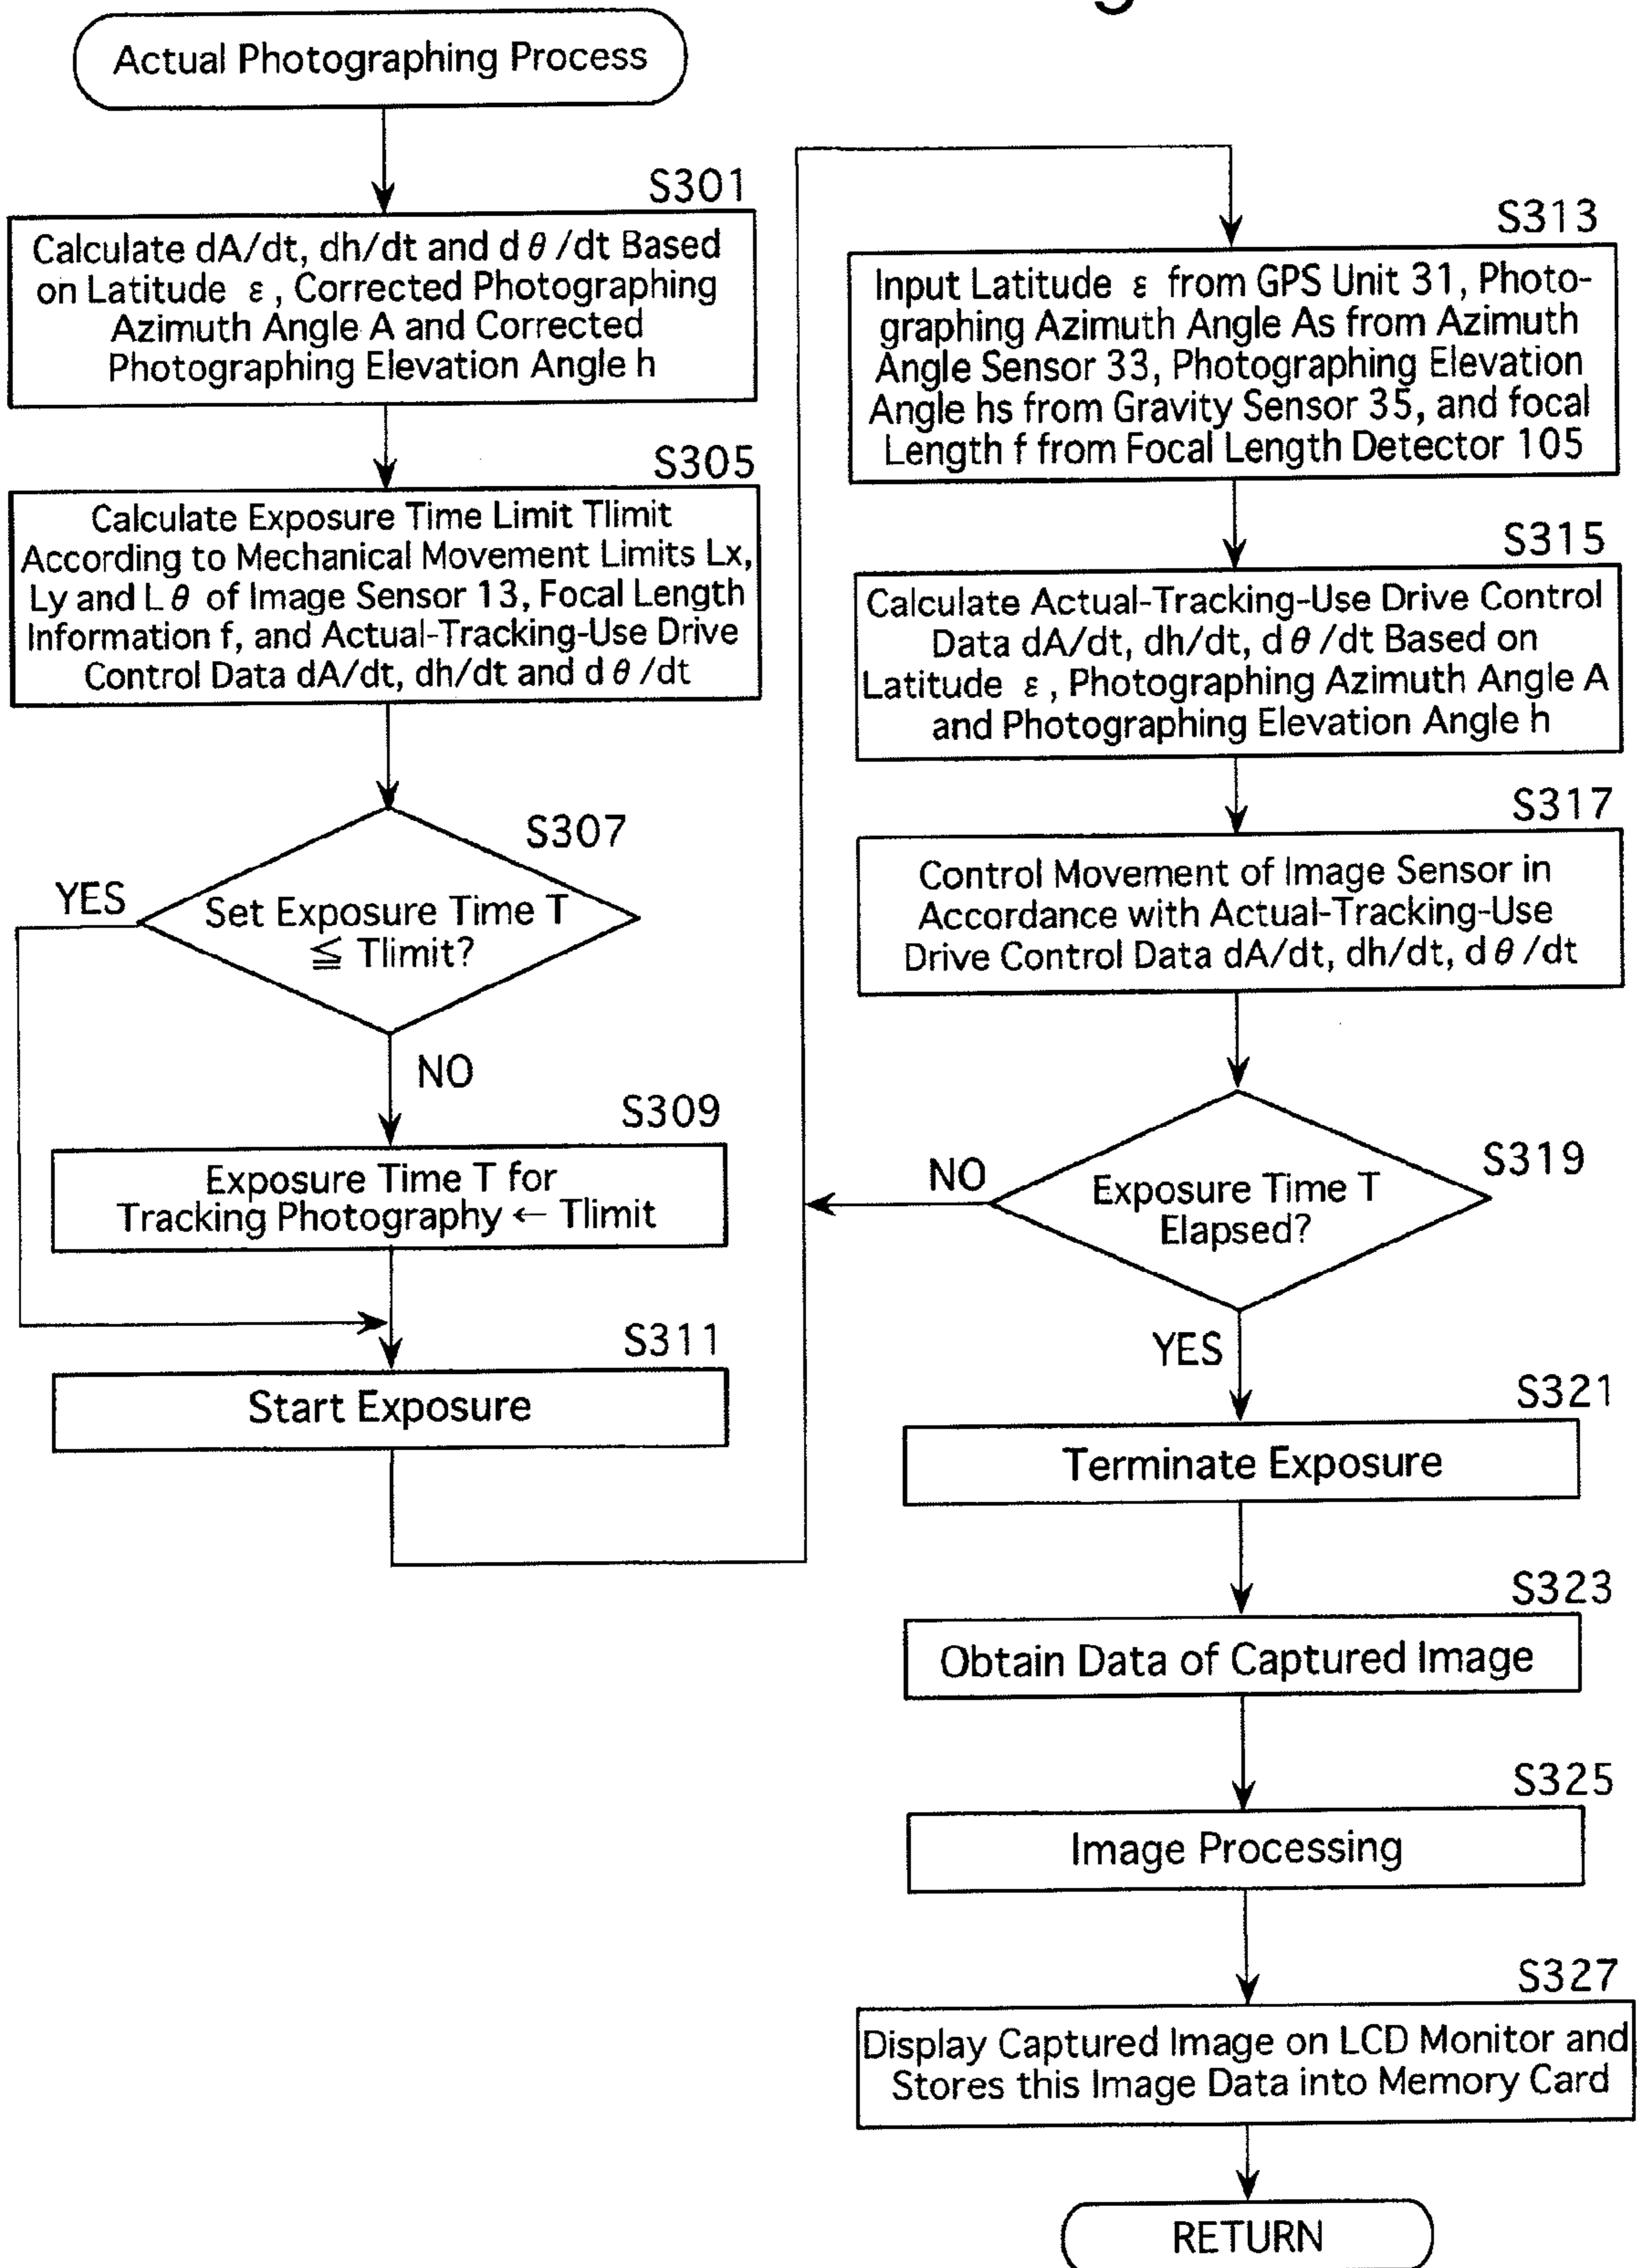 Actual Photographing Process
S301
Calculate dA/dt, dh/dt and dθ/dt Based
on Latitude ε, Corrected Photographing
Azimuth Angle A and Corrected
Photographing Elevation Angle h
S305
Calculate Exposure Time Limit Tlimit
According to Mechanical Movement Limits Lx,
Ly and Lθ of Image Sensor 13, Focal Length
Information f, and Actual-Tracking-Use Drive
Control Data dA/dt, dh/dt and dθ/dt
S307
YES
Set Exposure Time T
≦ Tlimit?
NO
S309
Exposure Time T for
Tracking Photography ← Tlimit
S311
Start Exposure
S313
Input Latitude ε from GPS Unit 31, Photo-
graphing Azimuth Angle As from Azimuth
Angle Sensor 33, Photographing Elevation
Angle hs from Gravity Sensor 35, and focal
Length f from Focal Length Detector 105
S315
Calculate Actual-Tracking-Use Drive Control
Data dA/dt, dh/dt, dθ/dt Based on
Latitude ε, Photographing Azimuth Angle A
and Photographing Elevation Angle h
S317
Control Movement of Image Sensor in
Accordance with Actual-Tracking-Use
Drive Control Data dA/dt, dh/dt, dθ/dt
S319
NO
Exposure Time T
Elapsed?
YES
S321
Terminate Exposure
S323
Obtain Data of Captured Image
S325
Image Processing
S327
Display Captured Image on LCD Monitor and
Stores this Image Data into Memory Card
RETURN